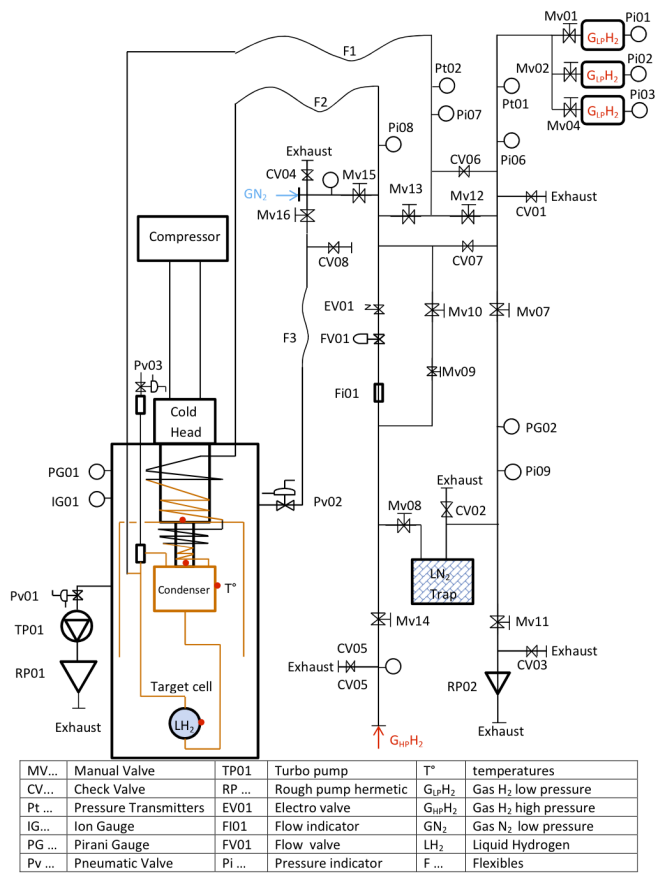 Mv01
Pi01
F1
GLPH2
Mv02
Pi02
Pt02
GLPH2
Pt01
Pi03
F2
GLPH2
Pi07
Mv04
Pi08
Pi06
Exhaust
CV06
CV04
Mv15
GN2
Mv13
Mv12
Exhaust
CV01
Mv16
Compressor
CV08
CV07
EV01
Mv10
Mv07
F3
FV01
Pv03
Mv09
Fi01
Cold
Head
PG02
PG01
Exhaust
Pi09
IG01
Pv02
Mv08
CV02
LN2
Trap
Condenser
T°
Pv01
Mv14
Mv11
TP01
CV05
Exhaust
Exhaust
CV05
CV03
RP01
Target cell
RP02
LH2
Exhaust
Exhaust
GHPH2
MV... Manual Valve TP01 Turbo pump T° temperatures
CV... Check Valve RP ... Rough pump hermetic GLPH2 Gas H2 low pressure
Pt ... Pressure Transmitters EV01 Electro valve GHPH2 Gas H2 high pressure
IG... Ion Gauge FI01 Flow indicator GN2 Gas N2 low pressure
PG ... Pirani Gauge FV01 Flow valve LH2 Liquid Hydrogen
Pv ... Pneumatic Valve Pi ... Pressure indicator F ... Flexibles